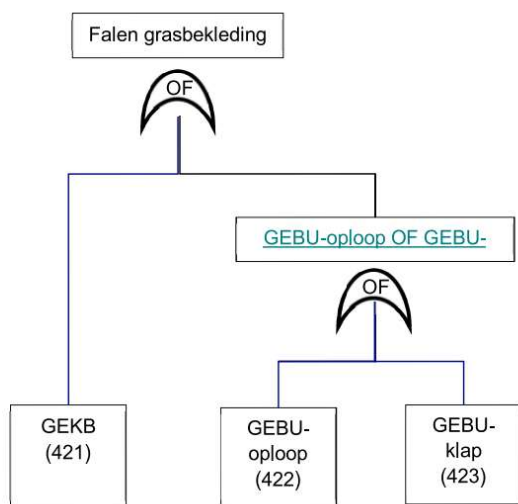 Falen grasbekleding
OF
GEBU-oploop OF GEBU-
OF
GEKB
(421)
GEBU-
oploop
(422)
GEBU-
klap
(423)